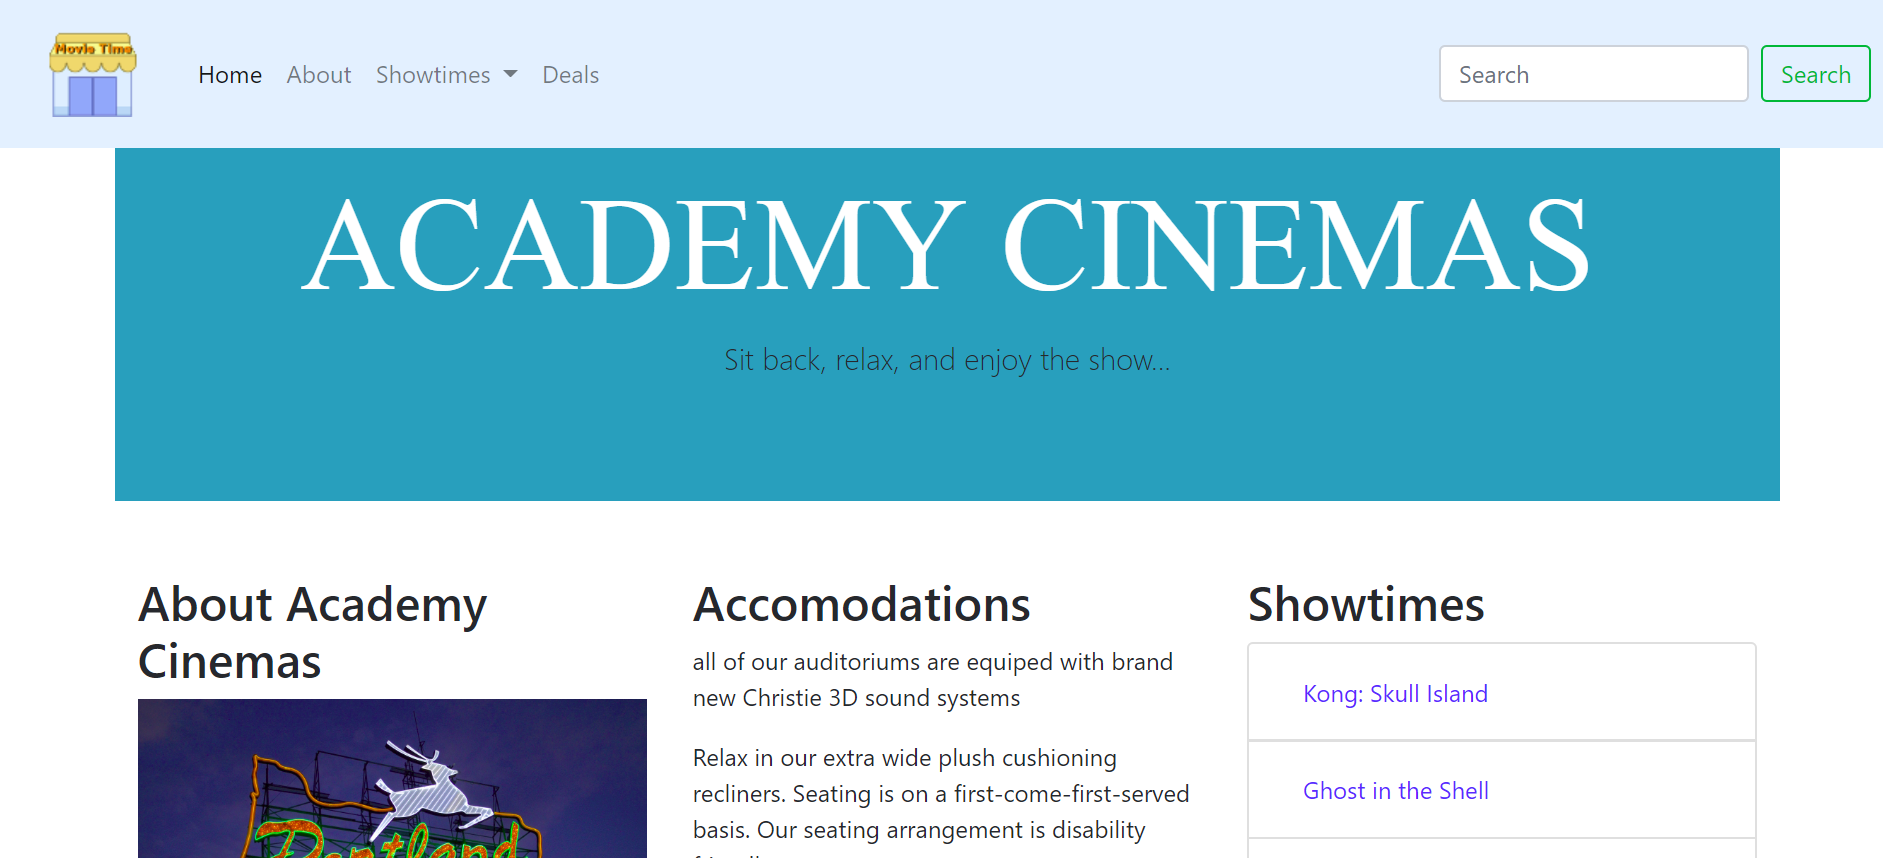 Movie Time
Home About Showtimes Deals
Search Search
ACADEMY CINEMAS
Sit back, relax, and enjoy the show...
About Academy
Cinemas
Portland
Accomodations
all of our auditoriums are equiped with brand
new Christie 3D sound systems
Relax in our extra wide plush cushioning
recliners. Seating is on a first-come-first-served
basis. Our seating arrangement is disability
Showtimes
Kong: Skull Island
Ghost in the Shell